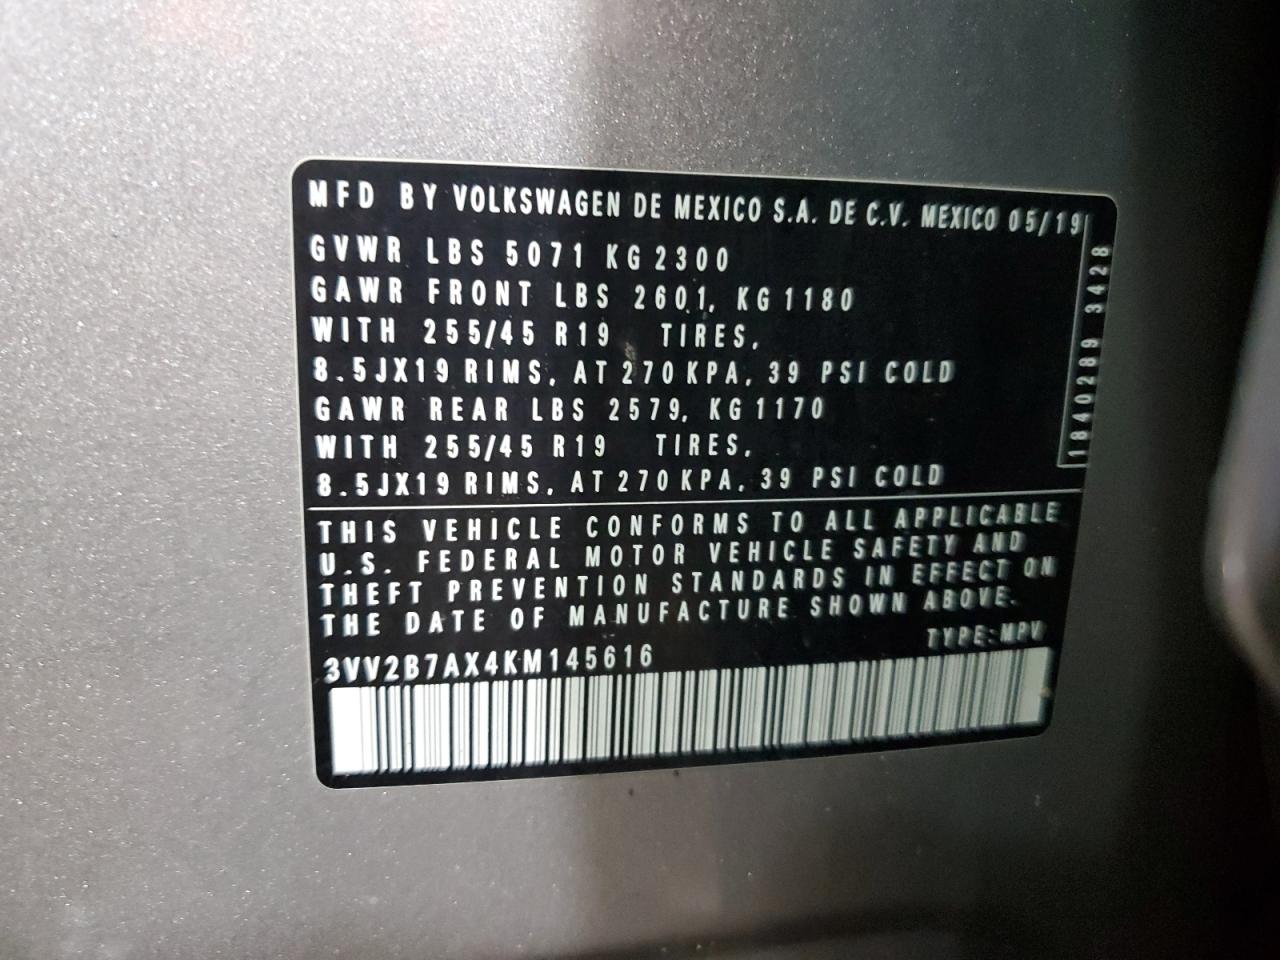 MFD BY VOLKSWAGEN DE MEXICO S.A. DE C.V. MEXICO 05/19
GVWR LBS 5071 KG 2300
GAWR FRONT LBS 2601, KG 1180
WITH 255/45 R19 TIRES,
8.5JX19 RIMS, AT 270 KPA, 39 PSI COLD
GAWR REAR LBS 2579, KG 1170
WITH 255/45 R19 TIRES,
8.5JX19 RIMS, AT 270 KPA, 39 PSI COLD
1840289 3428
THIS VEHICLE CONFORMS TO ALL APPLICABLE
U.S. FEDERAL MOTOR VEHICLE SAFETY AND
THEFT PREVENTION STANDARDS IN EFFECT ON
THE DATE OF MANUFACTURE SHOWN ABOVE.
3VV2B7AX4KM145616 TYPE:MPV